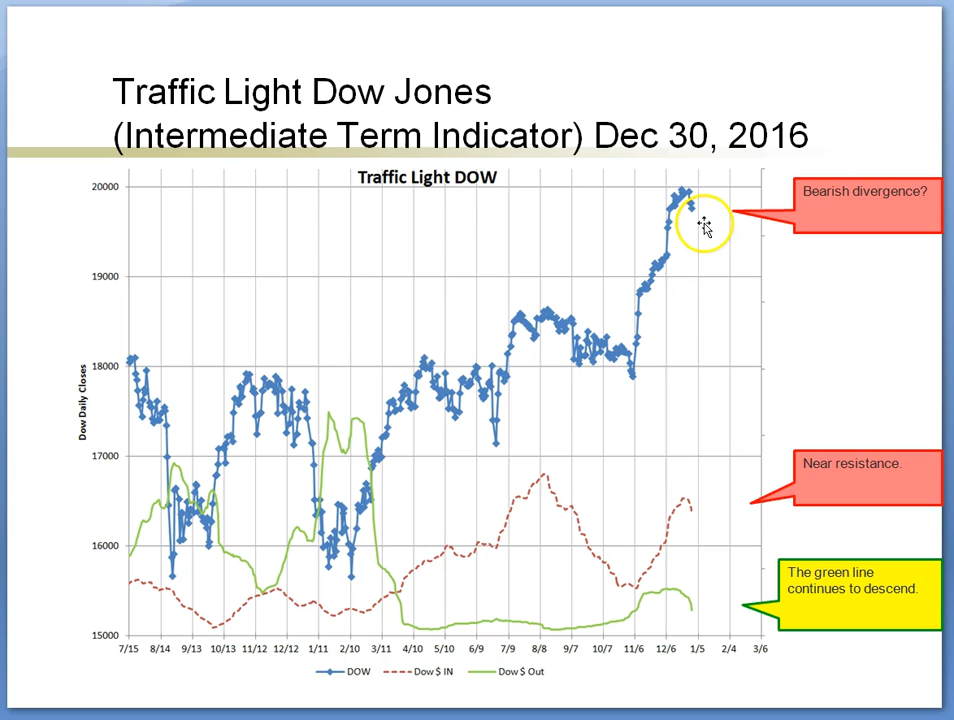 Traffic Light Dow Jones
(Intermediate Term Indicator) Dec 30, 2016
Traffic Light DOW
Bearish divergence?
20000
19000
18000
17000
16000
15000
Dow Daily Closes
Near resistance.
The green line
continues to descend.
7/15 8/14 9/13 10/13 11/12 12/12 1/11 2/10 3/11 4/10 5/10 6/9 7/9 8/8 9/7 10/7 11/6 12/6 1/5 2/4 3/6
DOW Dow $ IN Dow $ Out